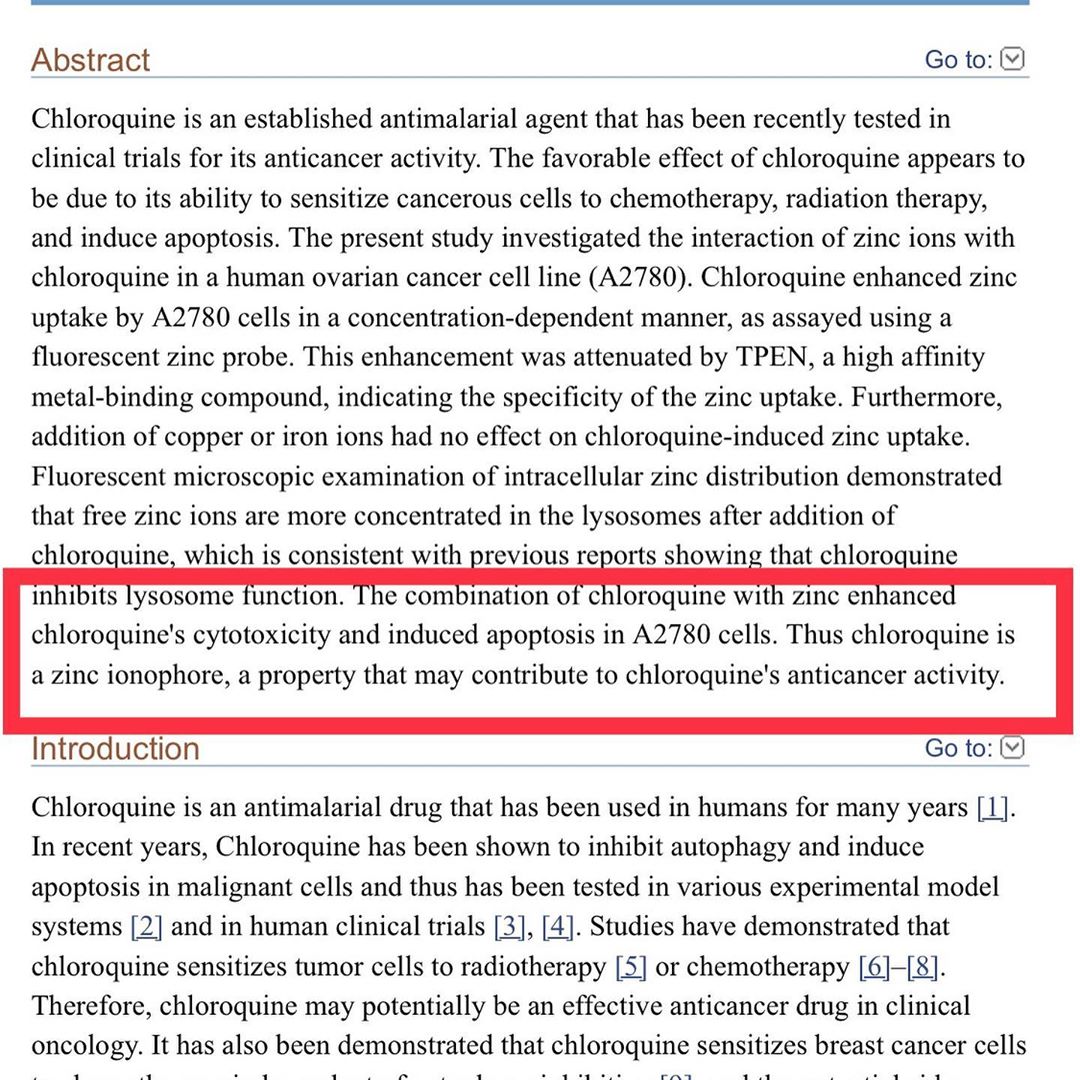 Abstract
Go to:
Chloroquine is an established antimalarial agent that has been recently tested in
clinical trials for its anticancer activity. The favorable effect of chloroquine appears to
be due to its ability to sensitize cancerous cells to chemotherapy, radiation therapy,
and induce apoptosis. The present study investigated the interaction of zinc ions with
chloroquine in a human ovarian cancer cell line (A2780). Chloroquine enhanced zinc
uptake by A2780 cells in a concentration-dependent manner, as assayed using a
fluorescent zinc probe. This enhancement was attenuated by TPEN, a high affinity
metal-binding compound, indicating the specificity of the zinc uptake. Furthermore,
addition of copper or iron ions had no effect on chloroquine-induced zinc uptake.
Fluorescent microscopic examination of intracellular zinc distribution demonstrated
that free zinc ions are more concentrated in the lysosomes after addition of
chloroquine, which is consistent with previous reports showing that chloroquine
inhibits lysosome function. The combination of chloroquine with zinc enhanced
chloroquine's cytotoxicity and induced apoptosis in A2780 cells. Thus chloroquine is
a zinc ionophore, a property that may contribute to chloroquine's anticancer activity.
Introduction
Go to:
Chloroquine is an antimalarial drug that has been used in humans for many years [1].
In recent years, Chloroquine has been shown to inhibit autophagy and induce
apoptosis in malignant cells and thus has been tested in various experimental model
systems [2] and in human clinical trials [3], [4]. Studies have demonstrated that
chloroquine sensitizes tumor cells to radiotherapy [5] or chemotherapy [6]–[8].
Therefore, chloroquine may potentially be an effective anticancer drug in clinical
oncology. It has also been demonstrated that chloroquine sensitizes breast cancer cells